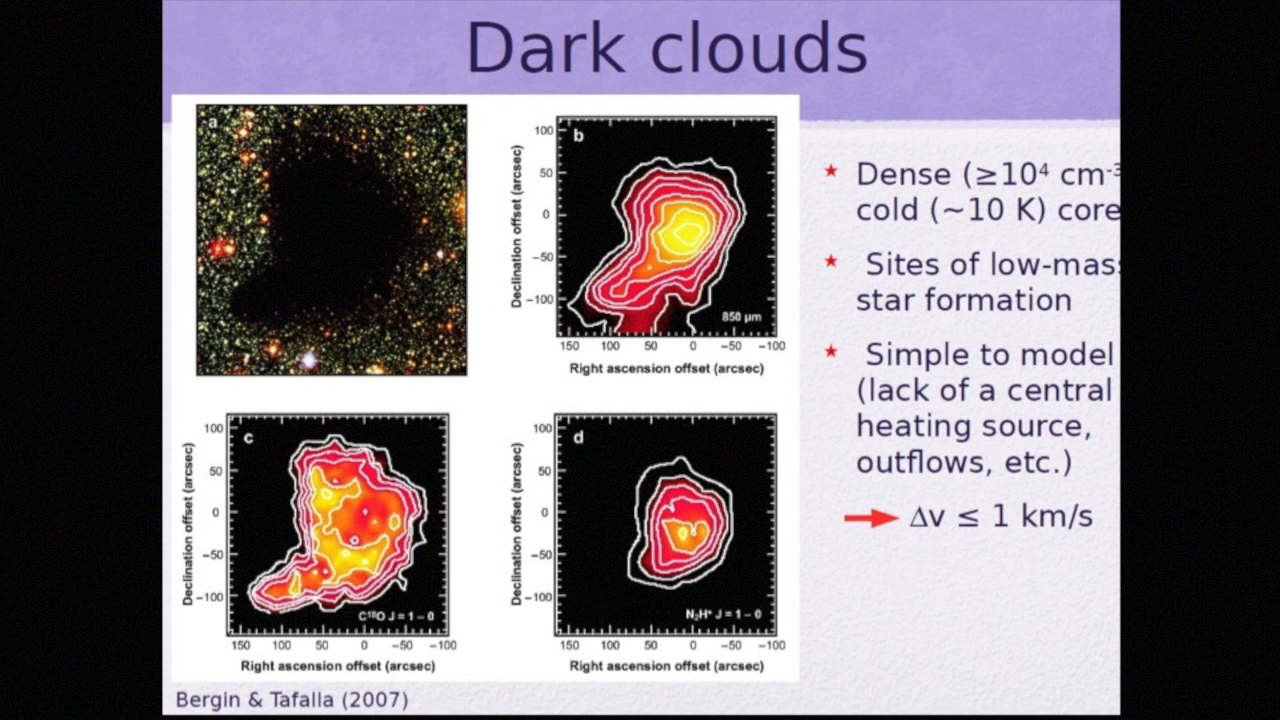 Dark clouds
a
b
100
50
0
−50
−100
Declination offset (arcsec)
850 µm
150 100 50 0 −50 −100
Right ascension offset (arcsec)
c
100
50
0
−50
−100
Declination offset (arcsec)
C¹⁸O J = 1 – 0
150 100 50 0 −50 −100
Right ascension offset (arcsec)
d
100
50
0
−50
−100
Declination offset (arcsec)
N₂H⁺ J = 1 – 0
150 100 50 0 −50 −100
Right ascension offset (arcsec)
Bergin & Tafalla (2007)
Dense (≥10⁴ cm⁻³
cold (~10 K) core
Sites of low-mass
star formation
Simple to model
(lack of a central
heating source,
outflows, etc.)
Δv ≤ 1 km/s